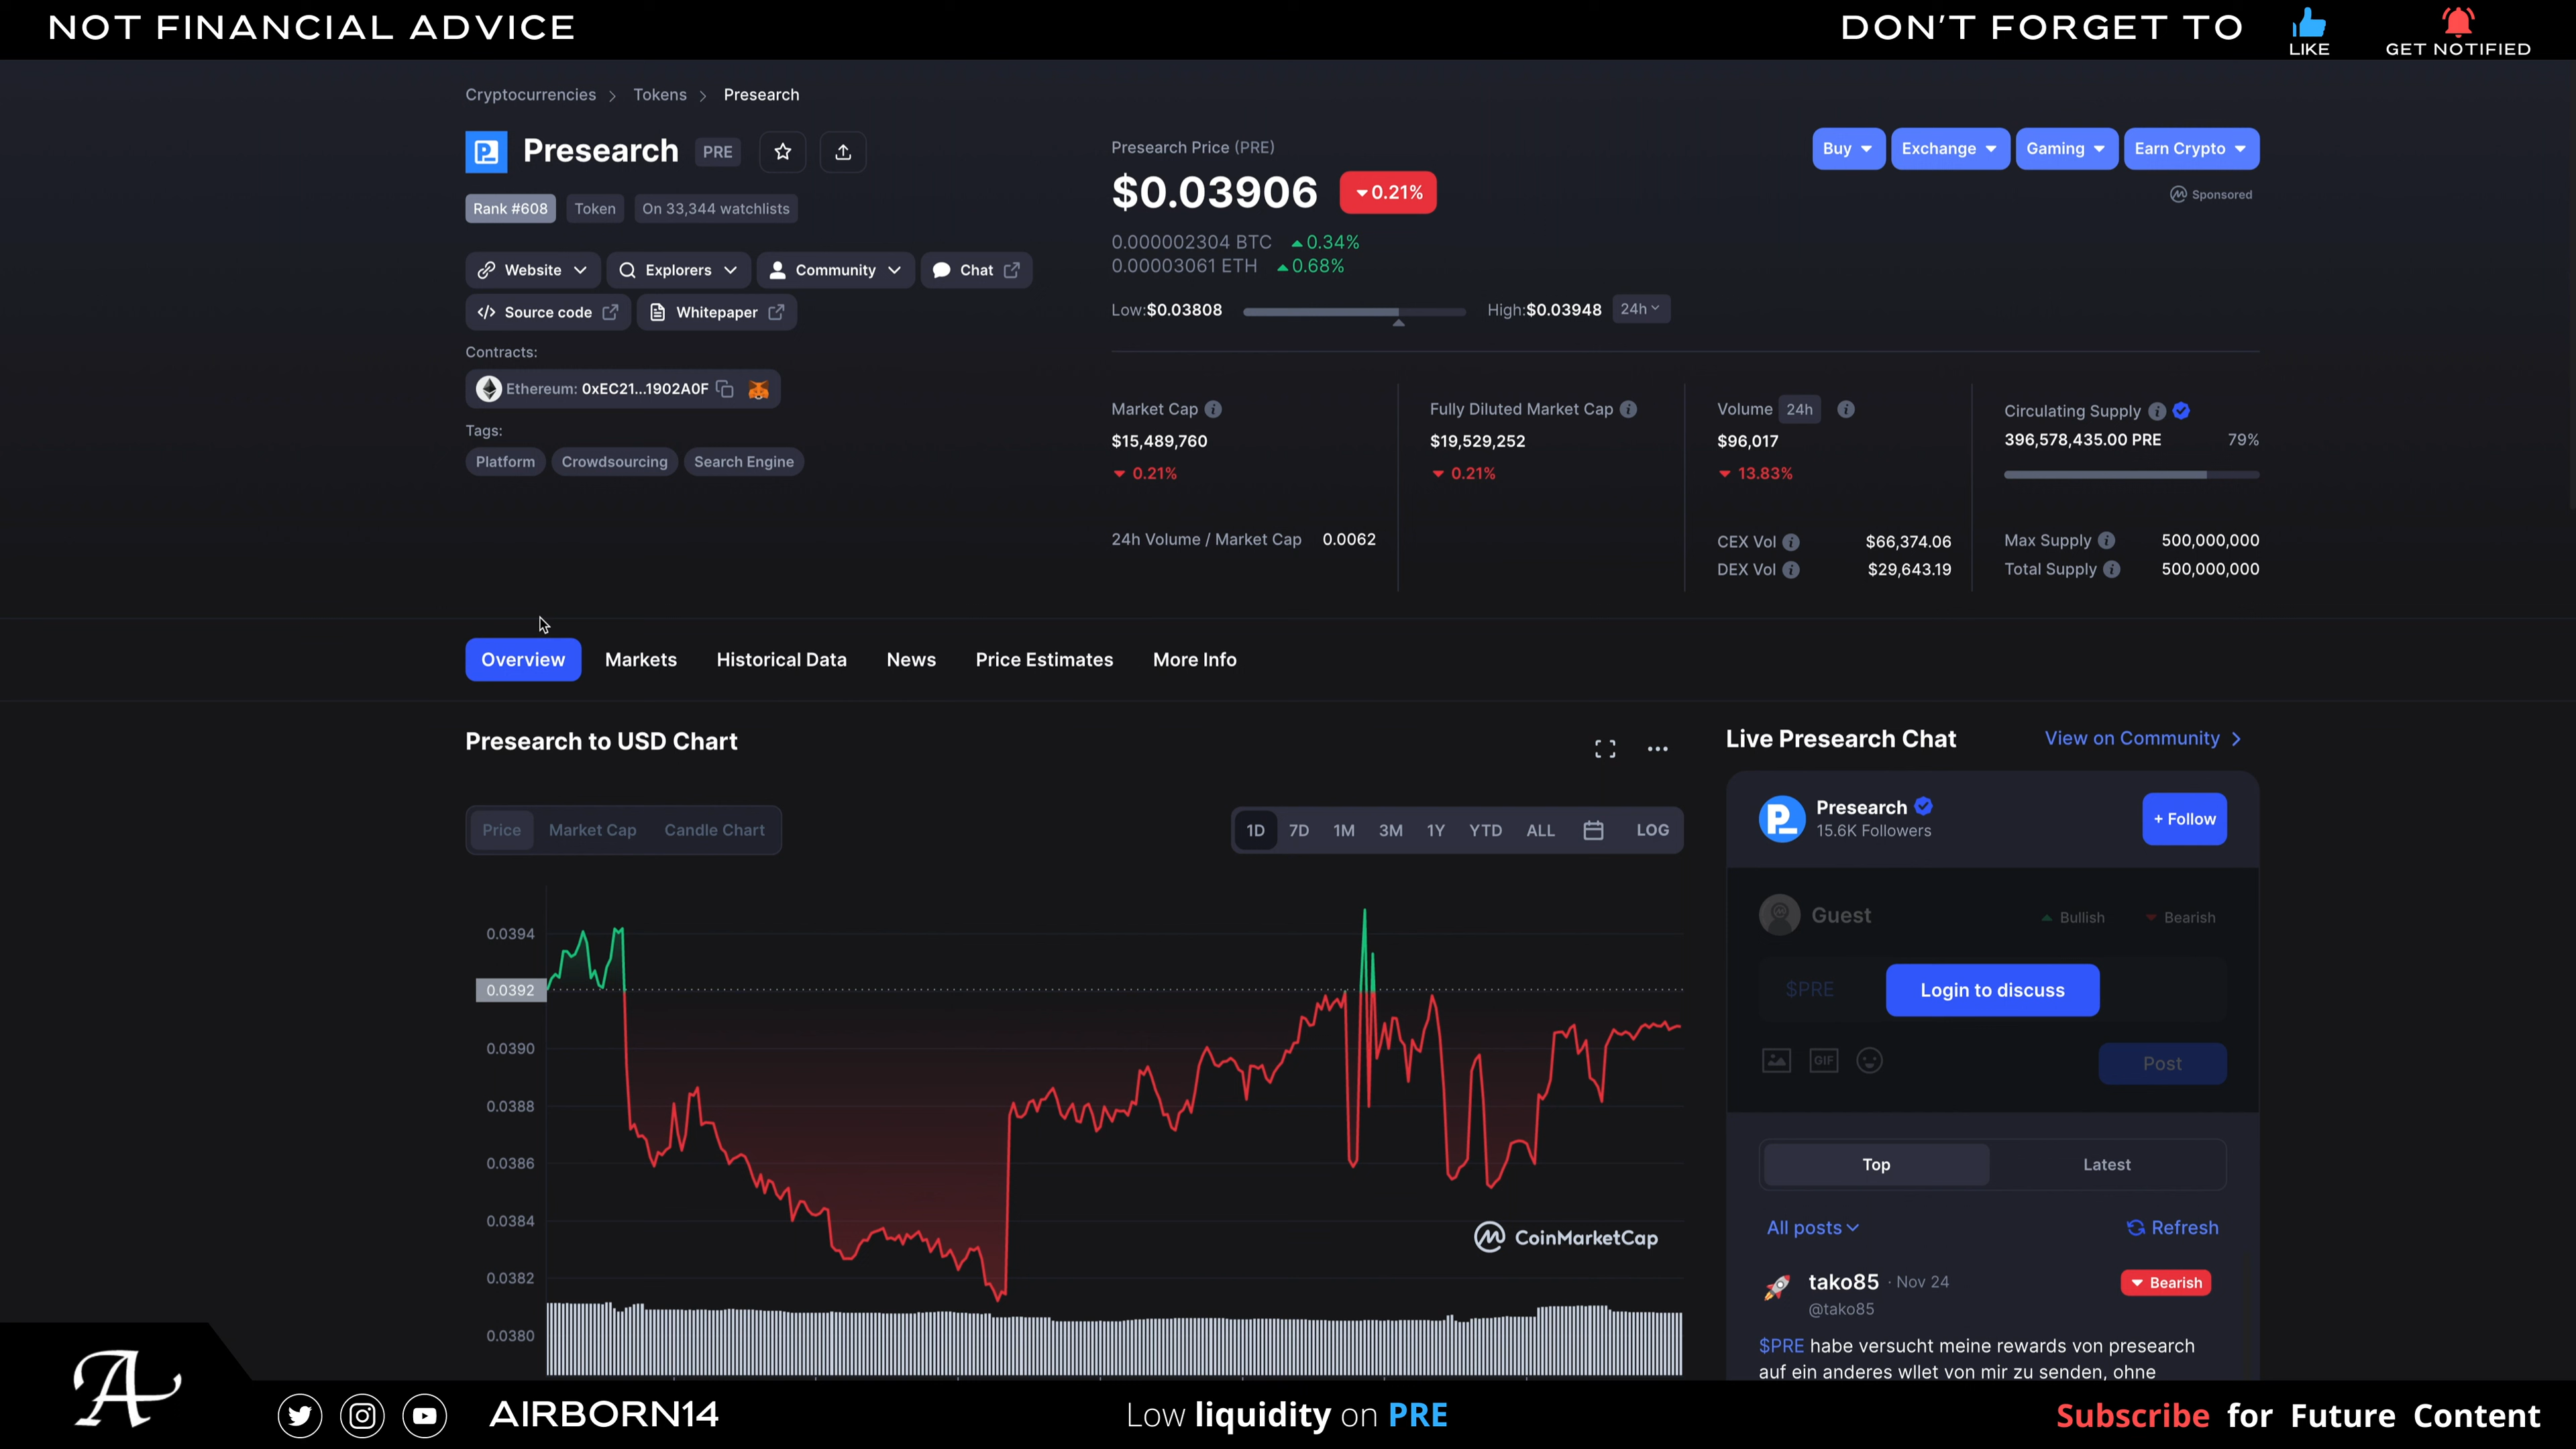 NOT FINANCIAL ADVICE
DON'T FORGET TO
LIKE
GET NOTIFIED
Cryptocurrencies > Tokens > Presearch
Presearch PRE
Rank #608 Token On 33,344 watchlists
Website Explorers Community Chat
Source code Whitepaper
Contracts:
Ethereum: 0xEC21...1902A0F
Tags:
Platform Crowdsourcing Search Engine
Presearch Price (PRE)
$0.03906 0.21%
0.000002304 BTC 0.34%
0.00003061 ETH 0.68%
Low:$0.03808 High:$0.03948 24h
Buy Exchange Gaming Earn Crypto
Sponsored
Market Cap
$15,489,760
0.21%
24h Volume / Market Cap 0.0062
Fully Diluted Market Cap
$19,529,252
0.21%
Volume 24h
$96,017
13.83%
CEX Vol $66,374.06
DEX Vol $29,643.19
Circulating Supply
396,578,435.00 PRE 79%
Max Supply 500,000,000
Total Supply 500,000,000
Overview Markets Historical Data News Price Estimates More Info
Presearch to USD Chart
Price Market Cap Candle Chart
1D 7D 1M 3M 1Y YTD ALL LOG
0.0394
0.0392
0.0390
0.0388
0.0386
0.0384
0.0382
0.0380
CoinMarketCap
Live Presearch Chat View on Community >
Presearch
15.6K Followers
+ Follow
Guest Bullish Bearish
$PRE Login to discuss
GIF Post
Top Latest
All posts Refresh
tako85 · Nov 24 Bearish
@tako85
$PRE habe versucht meine rewards von presearch
auf ein anderes wllet von mir zu senden, ohne
A
AIRBORN14
Low liquidity on PRE
Subscribe for Future Content